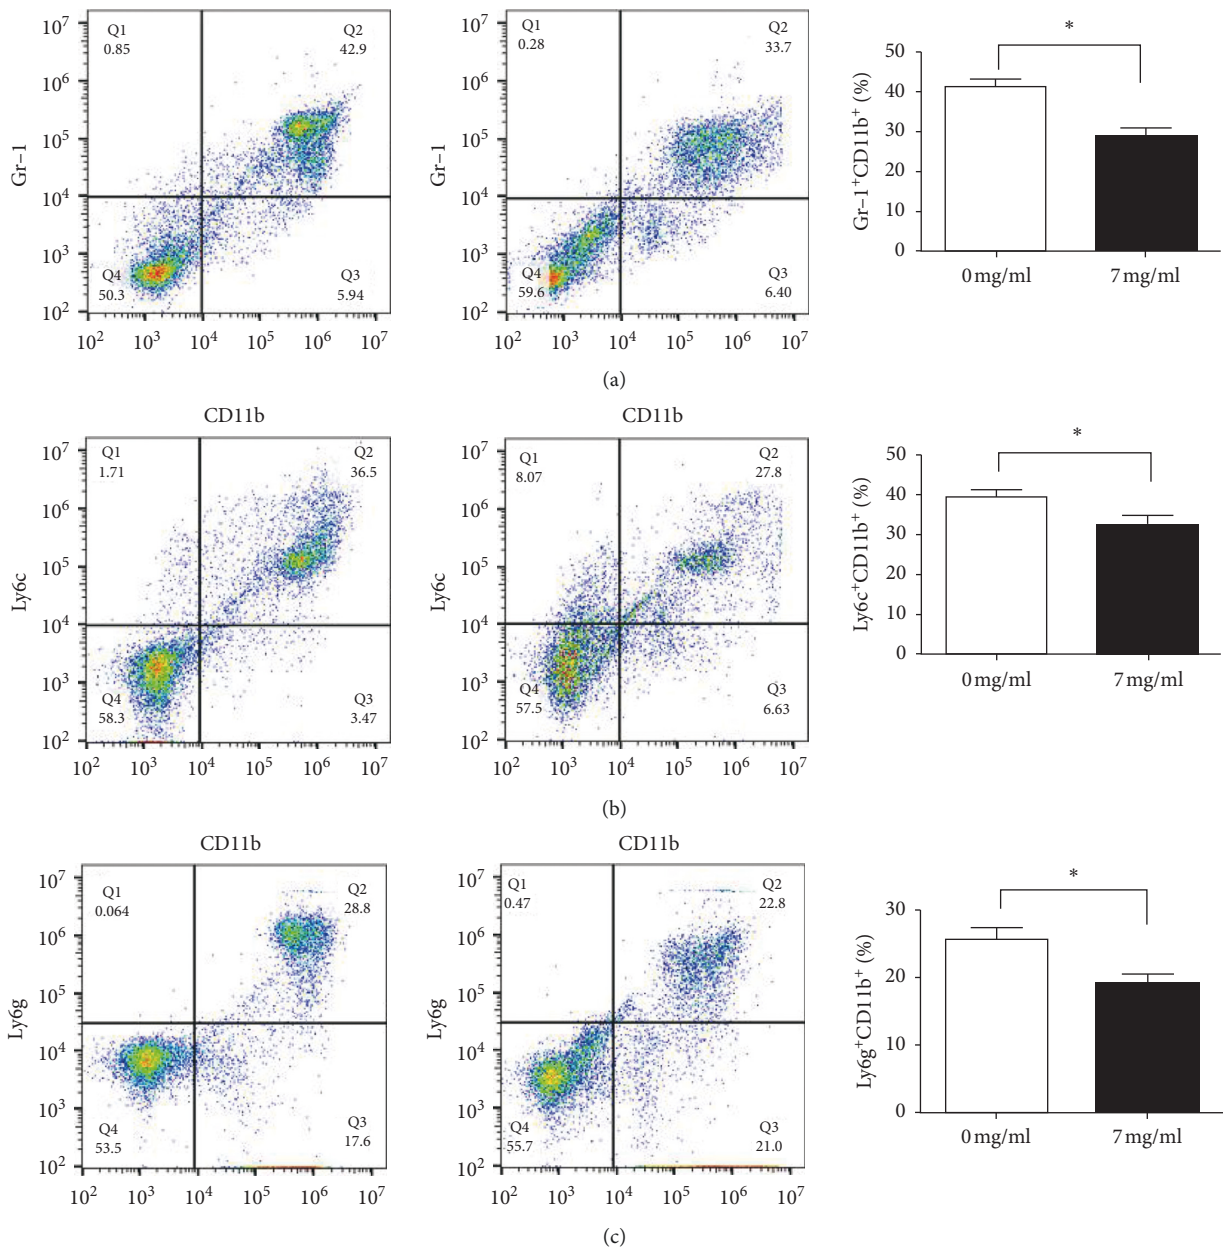 10⁷
10⁶
10⁵
10⁴
10³
10²
Gr–1
Q1
0.85
Q2
42.9
Q4
50.3
Q3
5.94
10² 10³ 10⁴ 10⁵ 10⁶ 10⁷
10⁷
10⁶
10⁵
10⁴
10³
10²
Gr–1
Q1
0.28
Q2
33.7
Q4
59.6
Q3
6.40
10² 10³ 10⁴ 10⁵ 10⁶ 10⁷
*
50
40
30
20
10
0
Gr–1⁺CD11b⁺ (%)
0 mg/ml 7 mg/ml
(a)
CD11b
10⁷
10⁶
10⁵
10⁴
10³
10²
Ly6c
Q1
1.71
Q2
36.5
Q4
58.3
Q3
3.47
10² 10³ 10⁴ 10⁵ 10⁶ 10⁷
CD11b
10⁷
10⁶
10⁵
10⁴
10³
10²
Ly6c
Q1
8.07
Q2
27.8
Q4
57.5
Q3
6.63
10² 10³ 10⁴ 10⁵ 10⁶ 10⁷
*
50
40
30
20
10
0
Ly6c⁺CD11b⁺ (%)
0 mg/ml 7 mg/ml
(b)
CD11b
10⁷
10⁶
10⁵
10⁴
10³
10²
Ly6g
Q1
0.064
Q2
28.8
Q4
53.5
Q3
17.6
10² 10³ 10⁴ 10⁵ 10⁶ 10⁷
CD11b
10⁷
10⁶
10⁵
10⁴
10³
10²
Ly6g
Q1
0.47
Q2
22.8
Q4
55.7
Q3
21.0
10² 10³ 10⁴ 10⁵ 10⁶ 10⁷
*
30
20
10
0
Ly6g⁺CD11b⁺ (%)
0 mg/ml 7 mg/ml
(c)